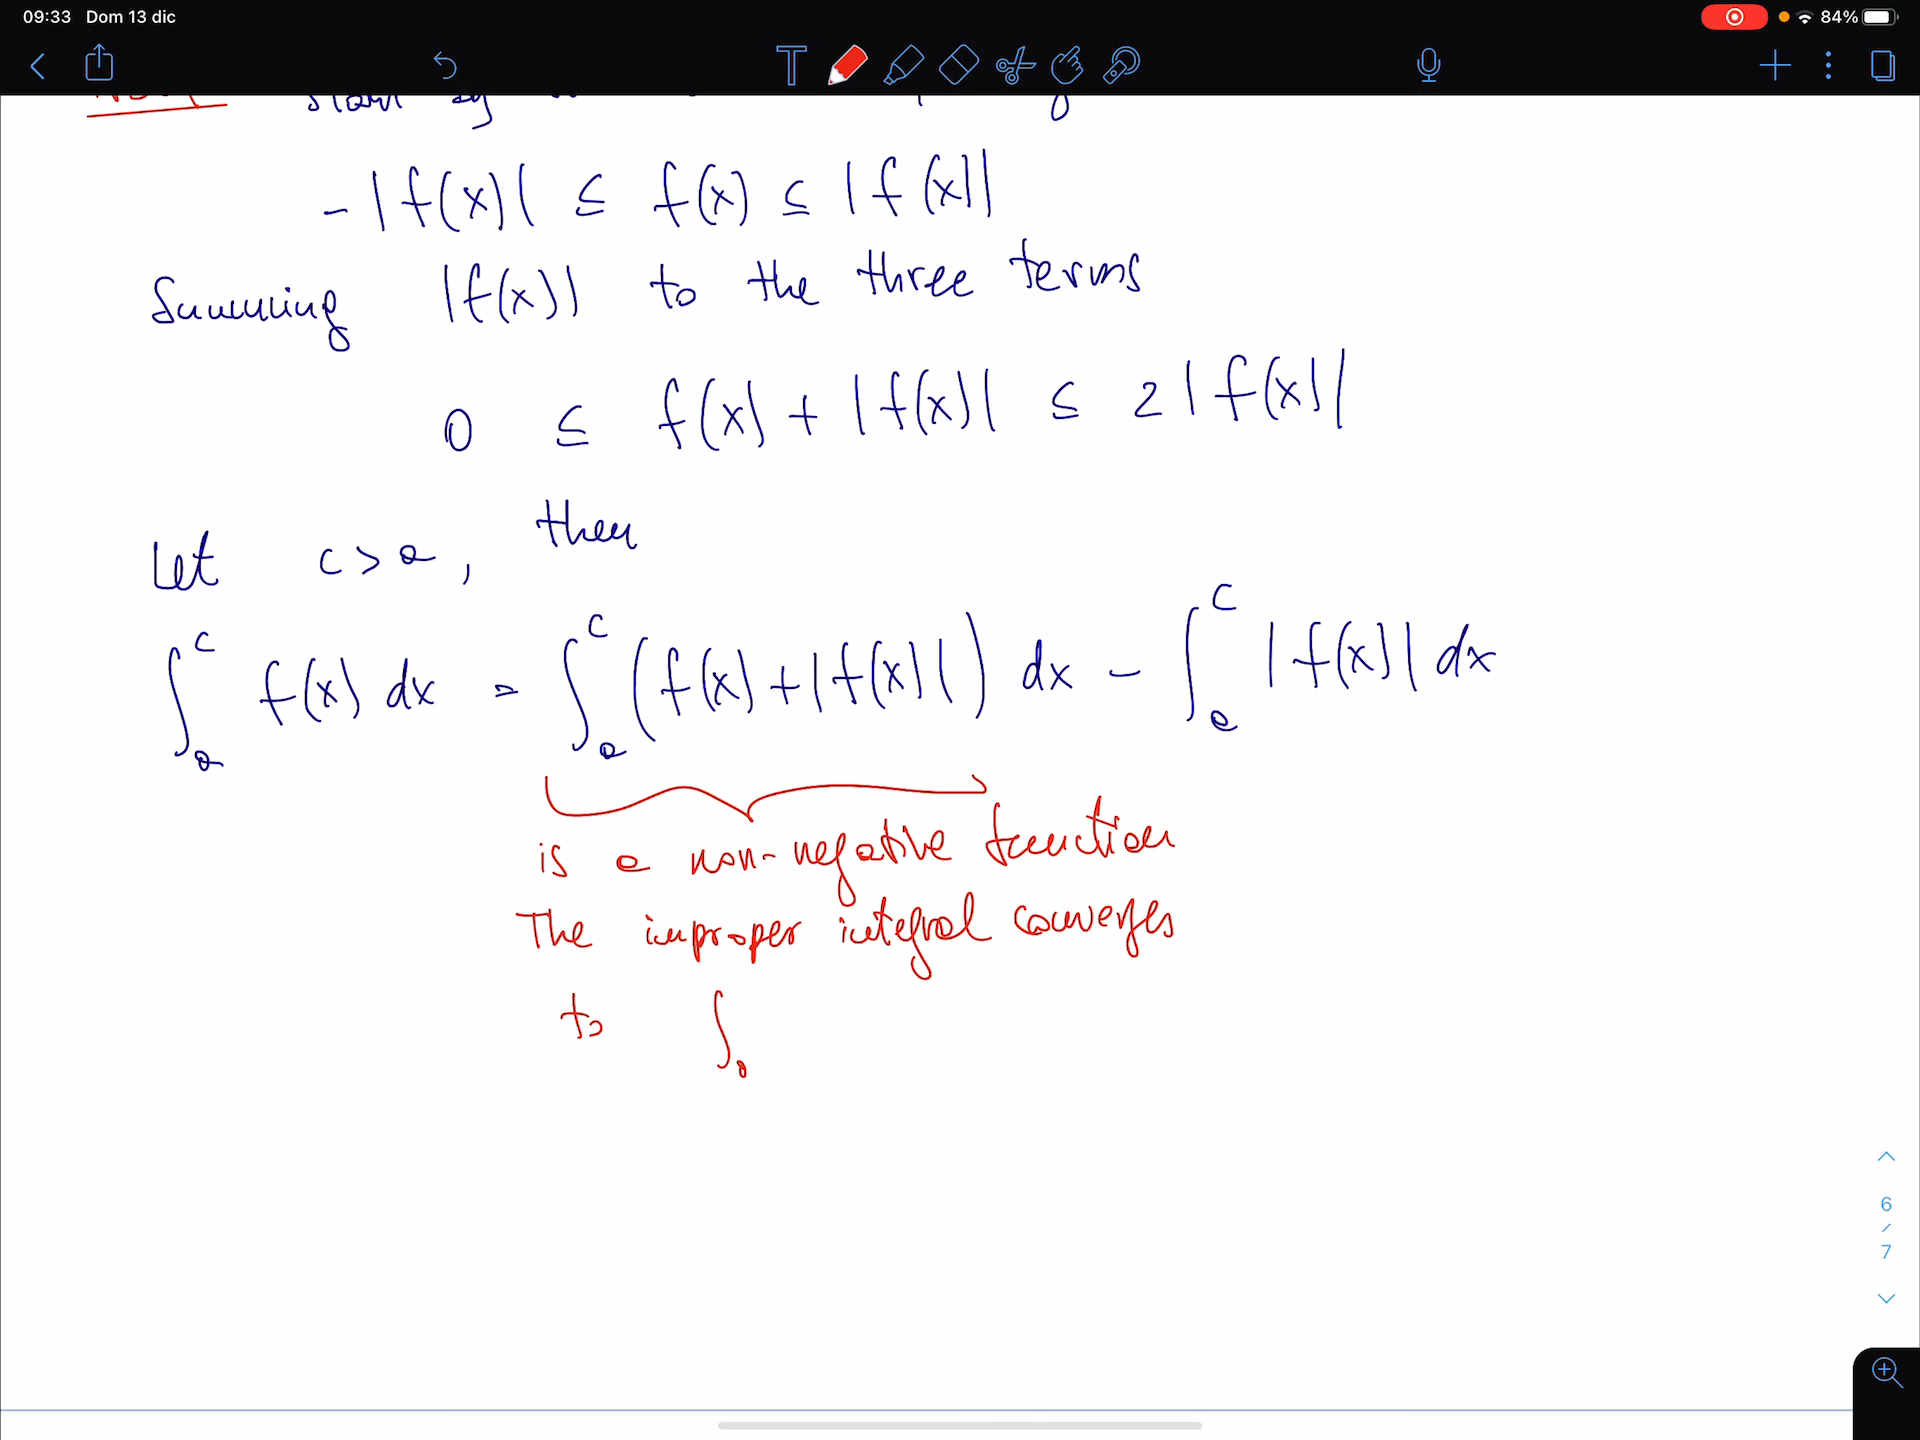 09:33 Dom 13 dic 84%
-|f(x)| ≤ f(x) ≤ |f(x)|
Summing |f(x)| to the three terms
0 ≤ f(x) + |f(x)| ≤ 2|f(x)|
Let c > a, then
∫_a^c f(x) dx = ∫_a^c (f(x) + |f(x)|) dx - ∫_a^c |f(x)| dx
is a non-negative function
The improper integral converges
to ∫_a
6
/
7